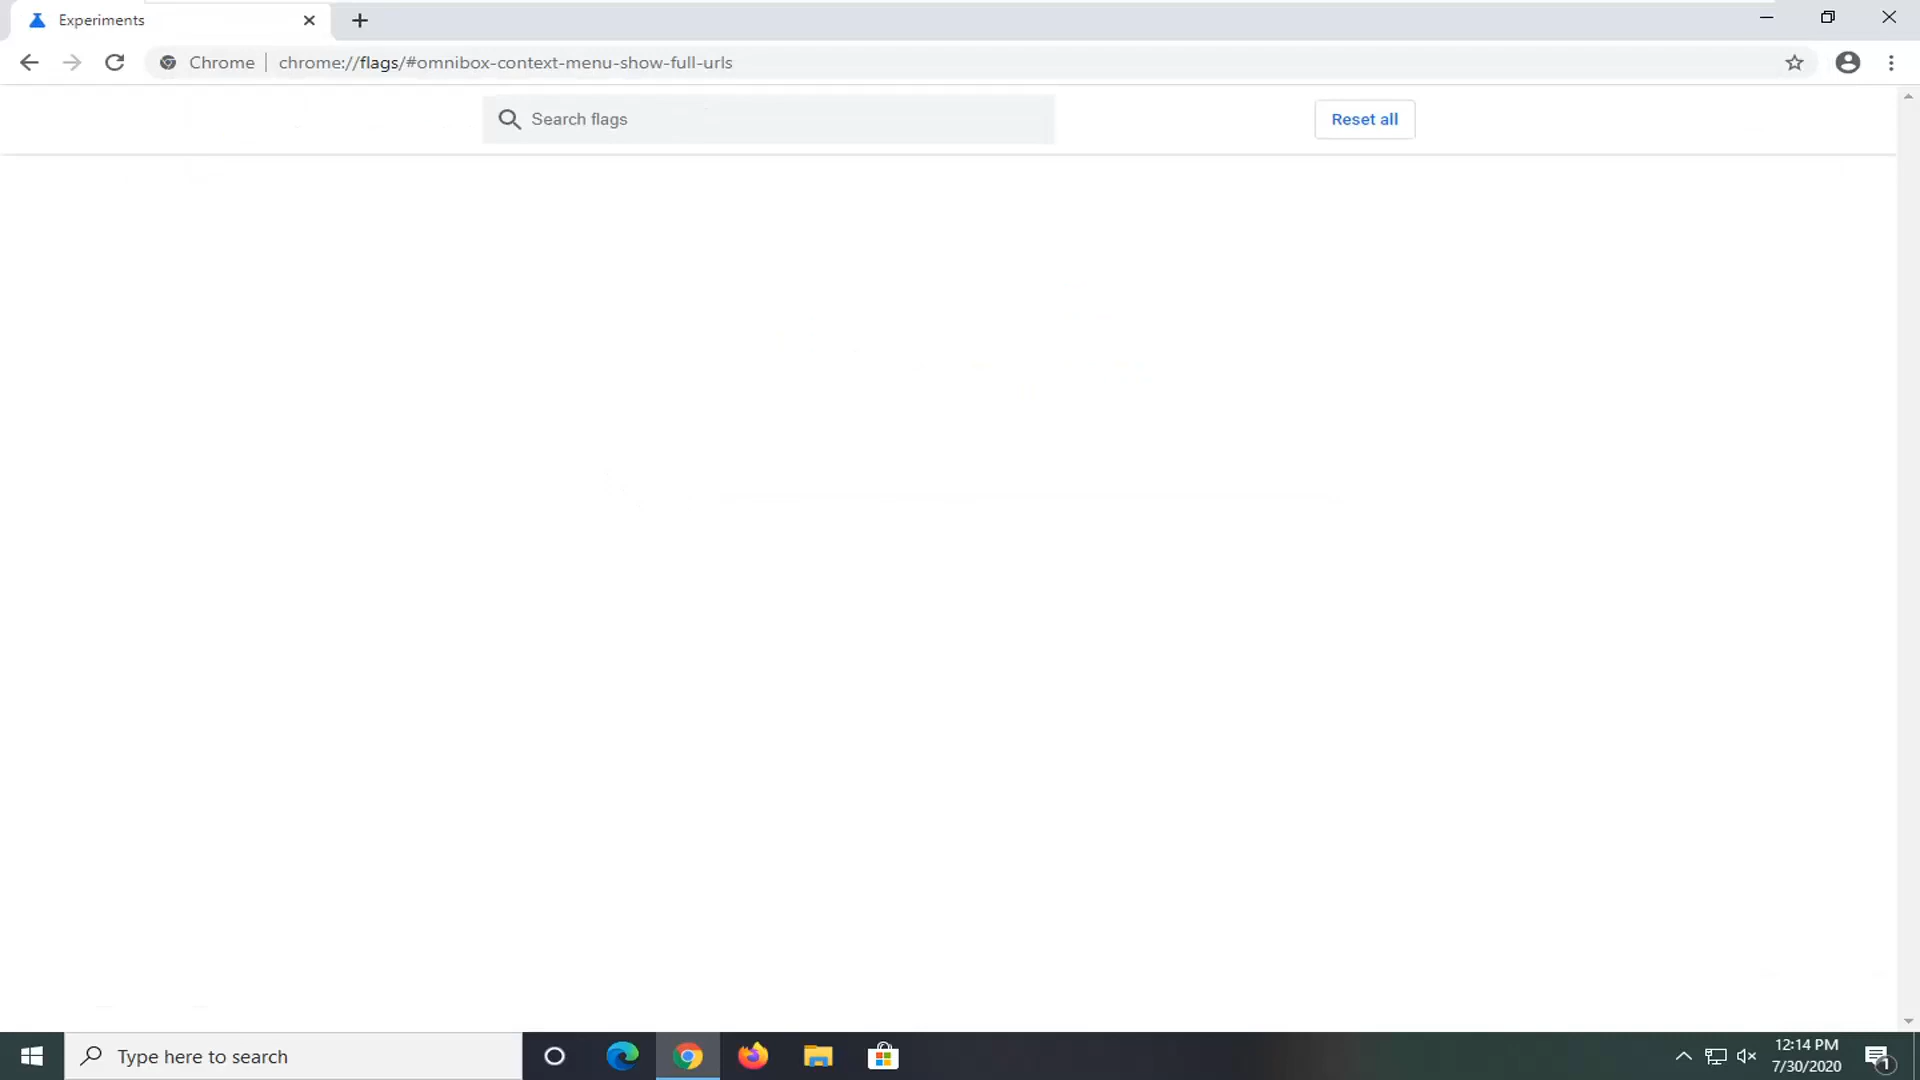 Experiments
Chrome chrome://flags/#omnibox-context-menu-show-full-urls
Search flags
Reset all
Type here to search
12:14 PM
7/30/2020
1